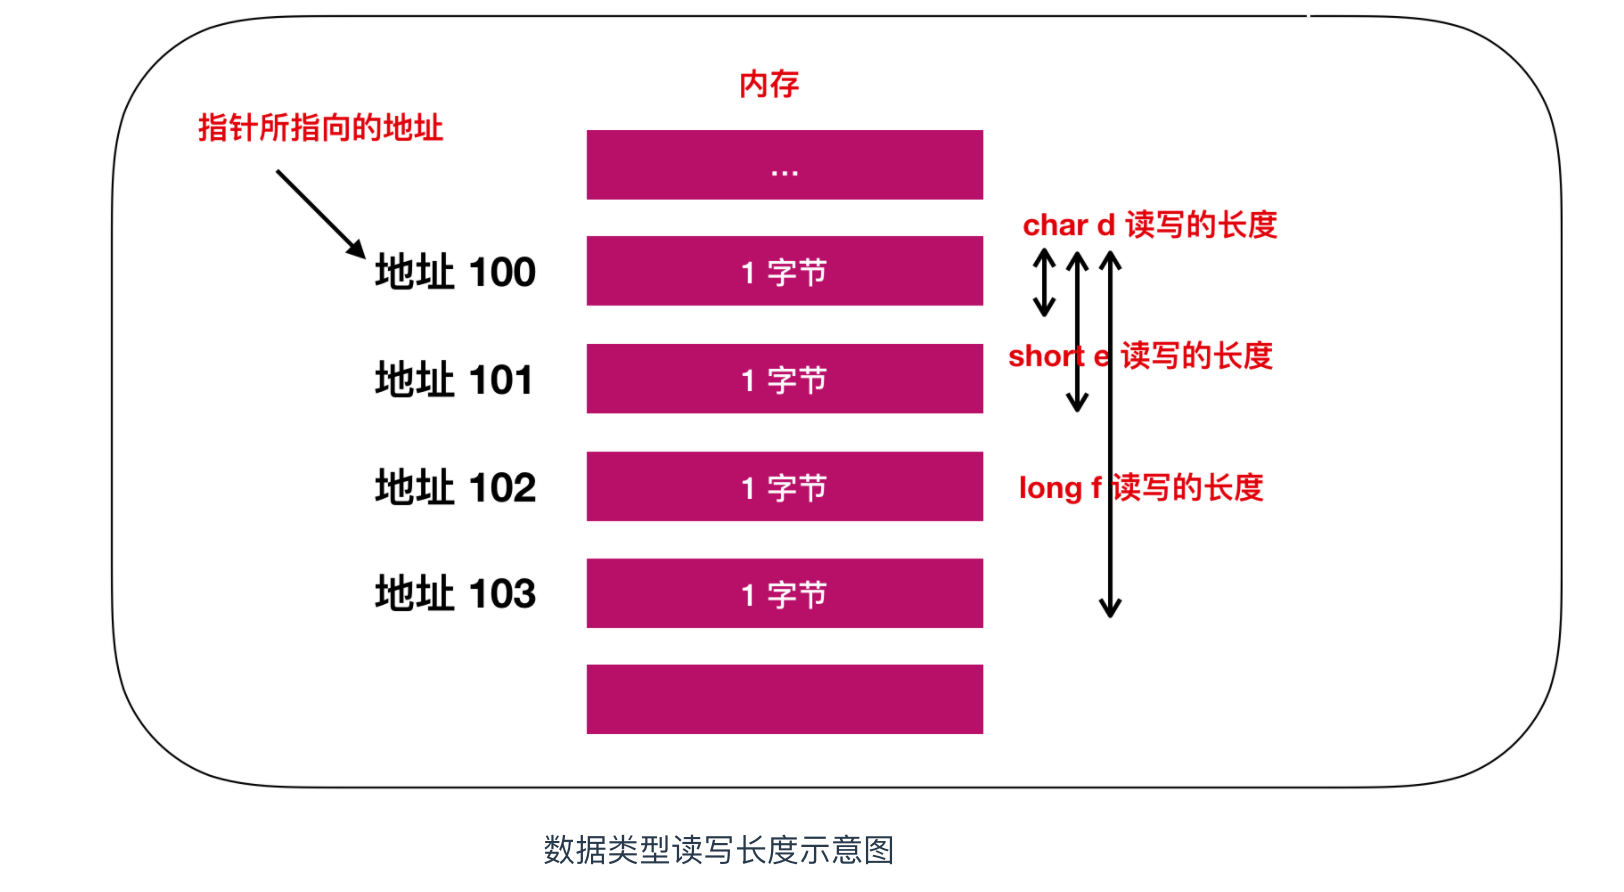 内存
指针所指向的地址
...
char d 读写的长度
地址 100
1 字节
short e 读写的长度
地址 101
1 字节
地址 102
1 字节
long f 读写的长度
地址 103
1 字节
数据类型读写长度示意图